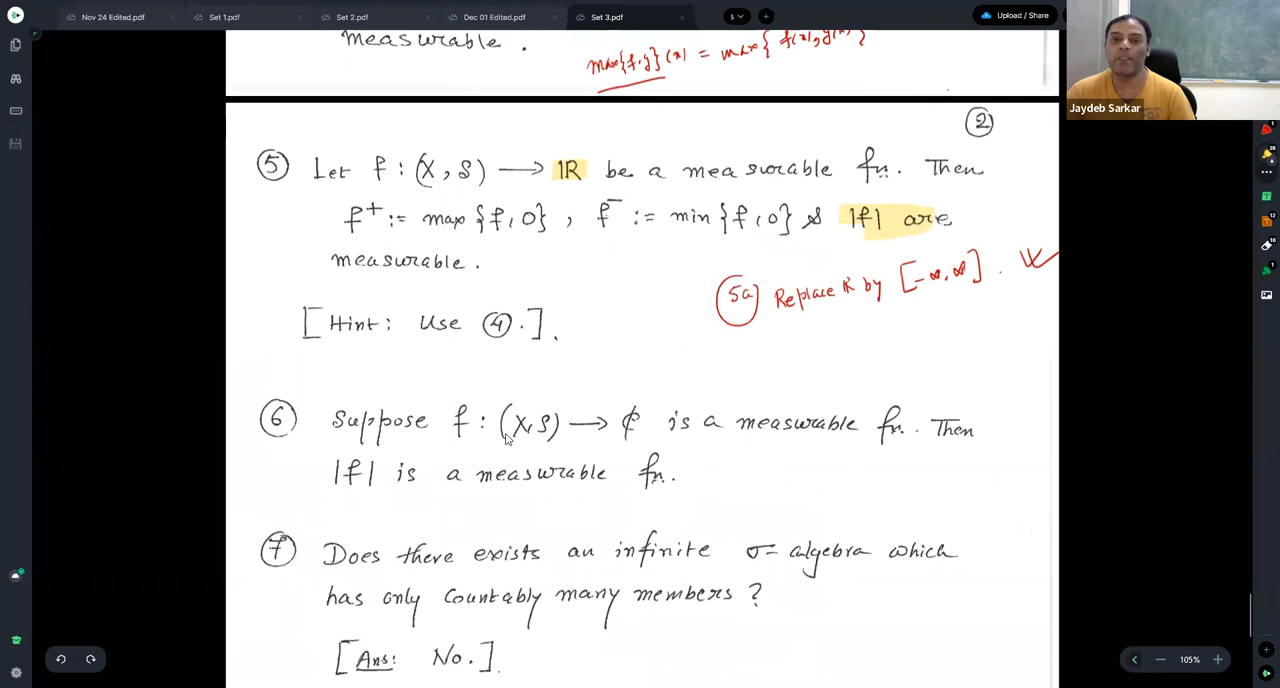 Nov 24 Edited.pdf
Set 1.pdf
Set 2.pdf
Dec 01 Edited.pdf
Set 3.pdf
S
Upload / Share
Jaydeb Sarkar
measurable.
max{f,g}(x) = max{f(x), g(x)}
②
⑤ Let f : (X, S) → IR be a measurable fn. Then
f⁺ := max {f, 0}, f⁻ := min {f, 0} & |f| are
measurable.
5a Replace R by [-∞, ∞].
[Hint: Use ④.].
⑥ Suppose f : (X, S) → ₵ is a measurable fn. Then
|f| is a measurable fn.
⑦ Does there exists an infinite σ- algebra which
has only countably many members?
[Ans: No.].
105%